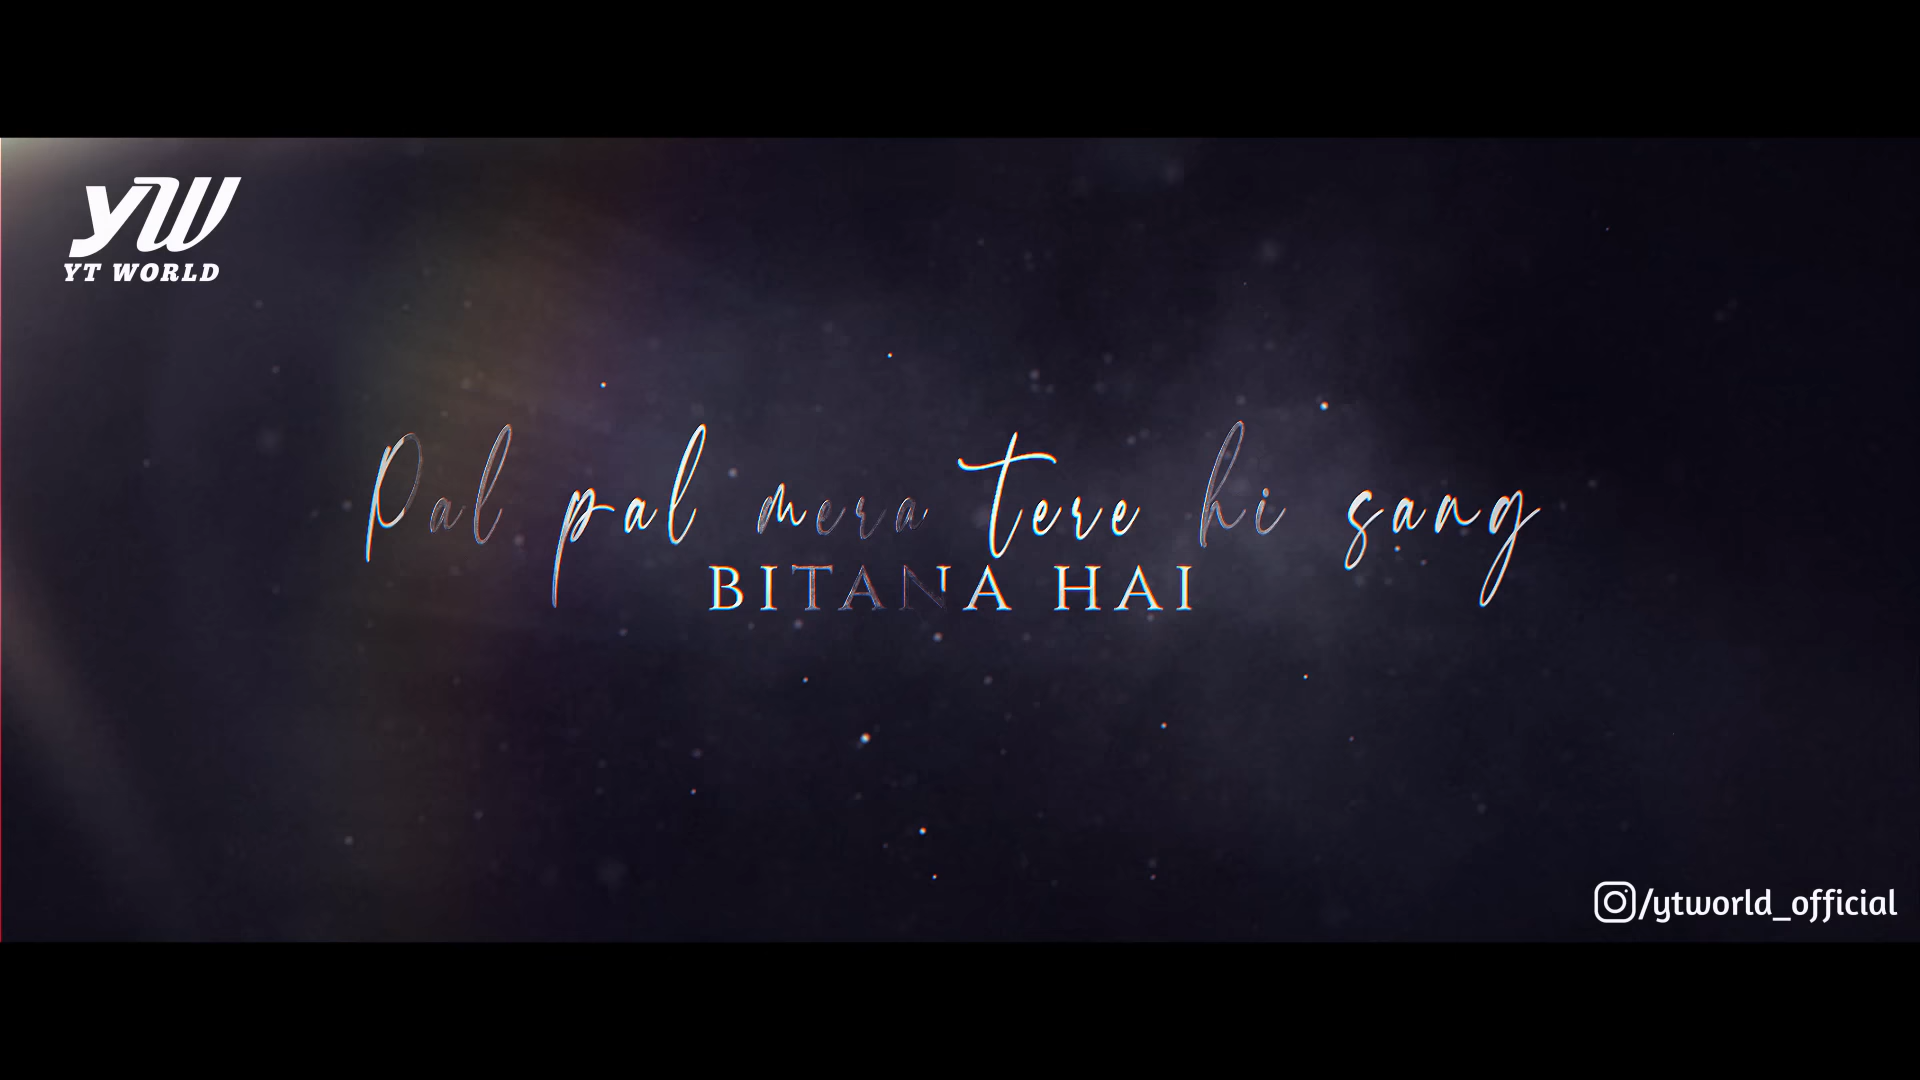 YW
YT WORLD
Pal pal mera tere hi sang
BITANA HAI
/ytworld_official